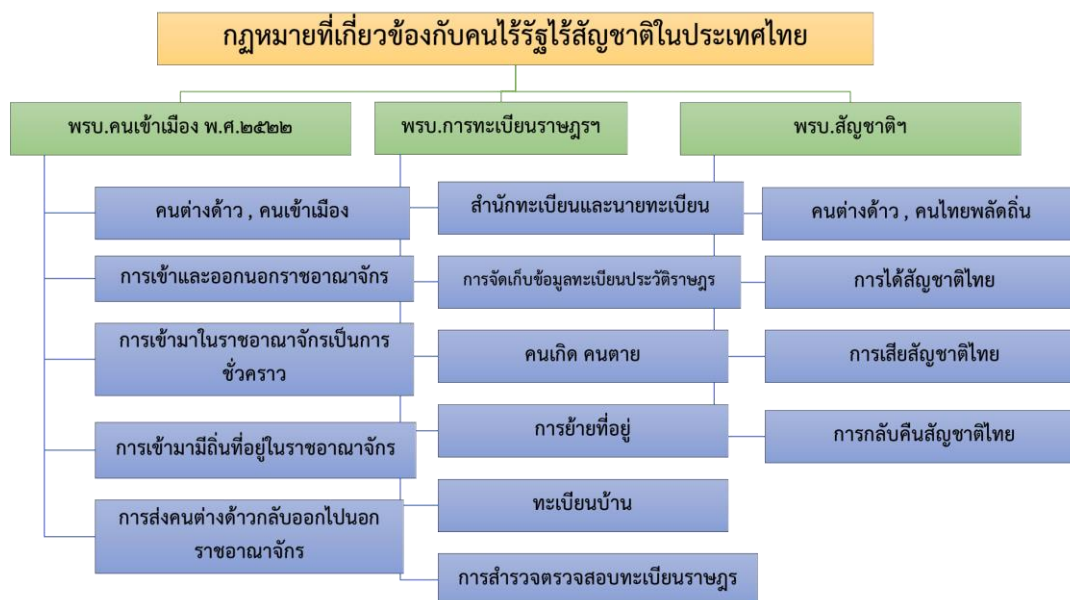 กฏหมายที่เกี่ยวข้องกับคนไร้รัฐไร้สัญชาติในประเทศไทย
พรบ.คนเข้าเมือง พ.ศ.๒๕๒๒
คนต่างด้าว , คนเข้าเมือง
การเข้าและออกนอกราชอาณาจักร
การเข้ามาในราชอาณาจักรเป็นการ
ชั่วคราว
การเข้ามามีถิ่นที่อยู่ในราชอาณาจักร
การส่งคนต่างด้าวกลับออกไปนอก
ราชอาณาจักร
พรบ.การทะเบียนราษฎรฯ
สำนักทะเบียนและนายทะเบียน
การจัดเก็บข้อมูลทะเบียนประวัติราษฎร
คนเกิด คนตาย
การย้ายที่อยู่
ทะเบียนบ้าน
การสำรวจตรวจสอบทะเบียนราษฎร
พรบ.สัญชาติฯ
คนต่างด้าว , คนไทยพลัดถิ่น
การได้สัญชาติไทย
การเสียสัญชาติไทย
การกลับคืนสัญชาติไทย